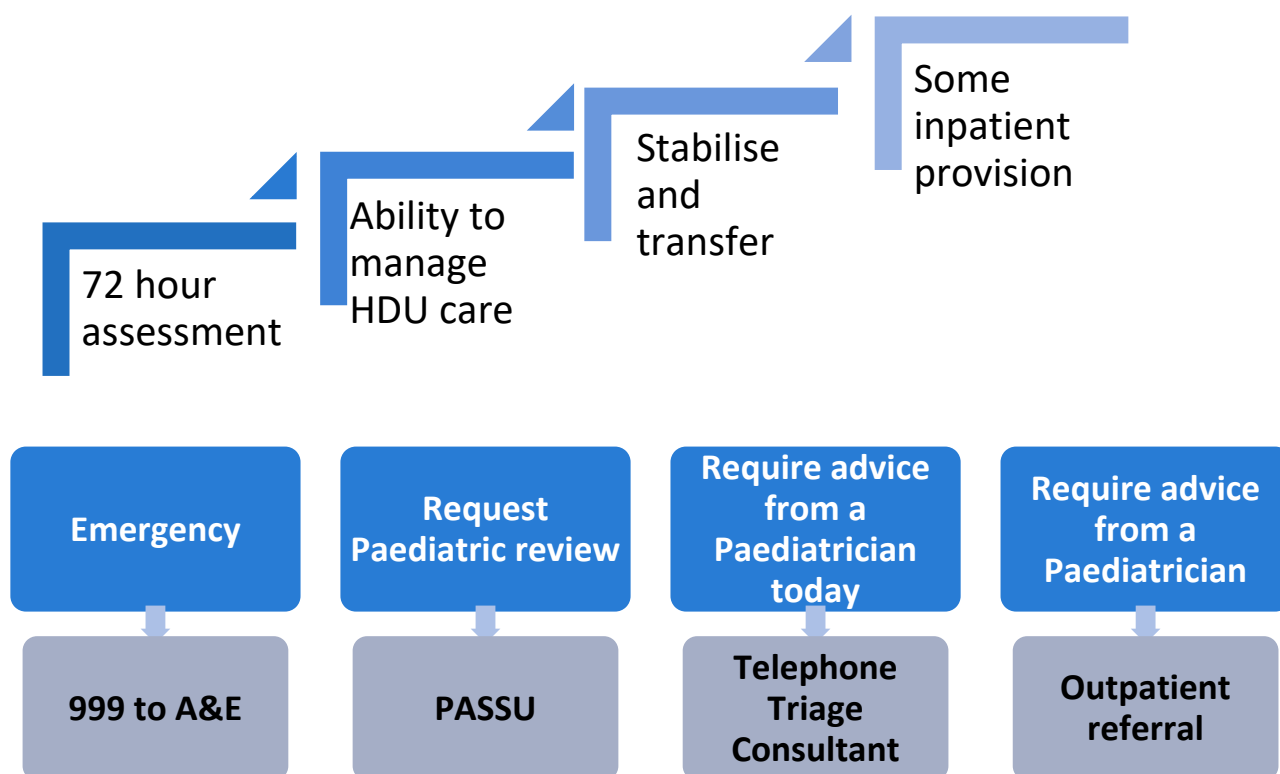 72 hour
assessment
Ability to
manage
HDU care
Stabilise
and
transfer
Some
inpatient
provision
Emergency
999 to A&E
Request
Paediatric review
PASSU
Require advice
from a
Paediatrician
today
Telephone
Triage
Consultant
Require advice
from a
Paediatrician
Outpatient
referral